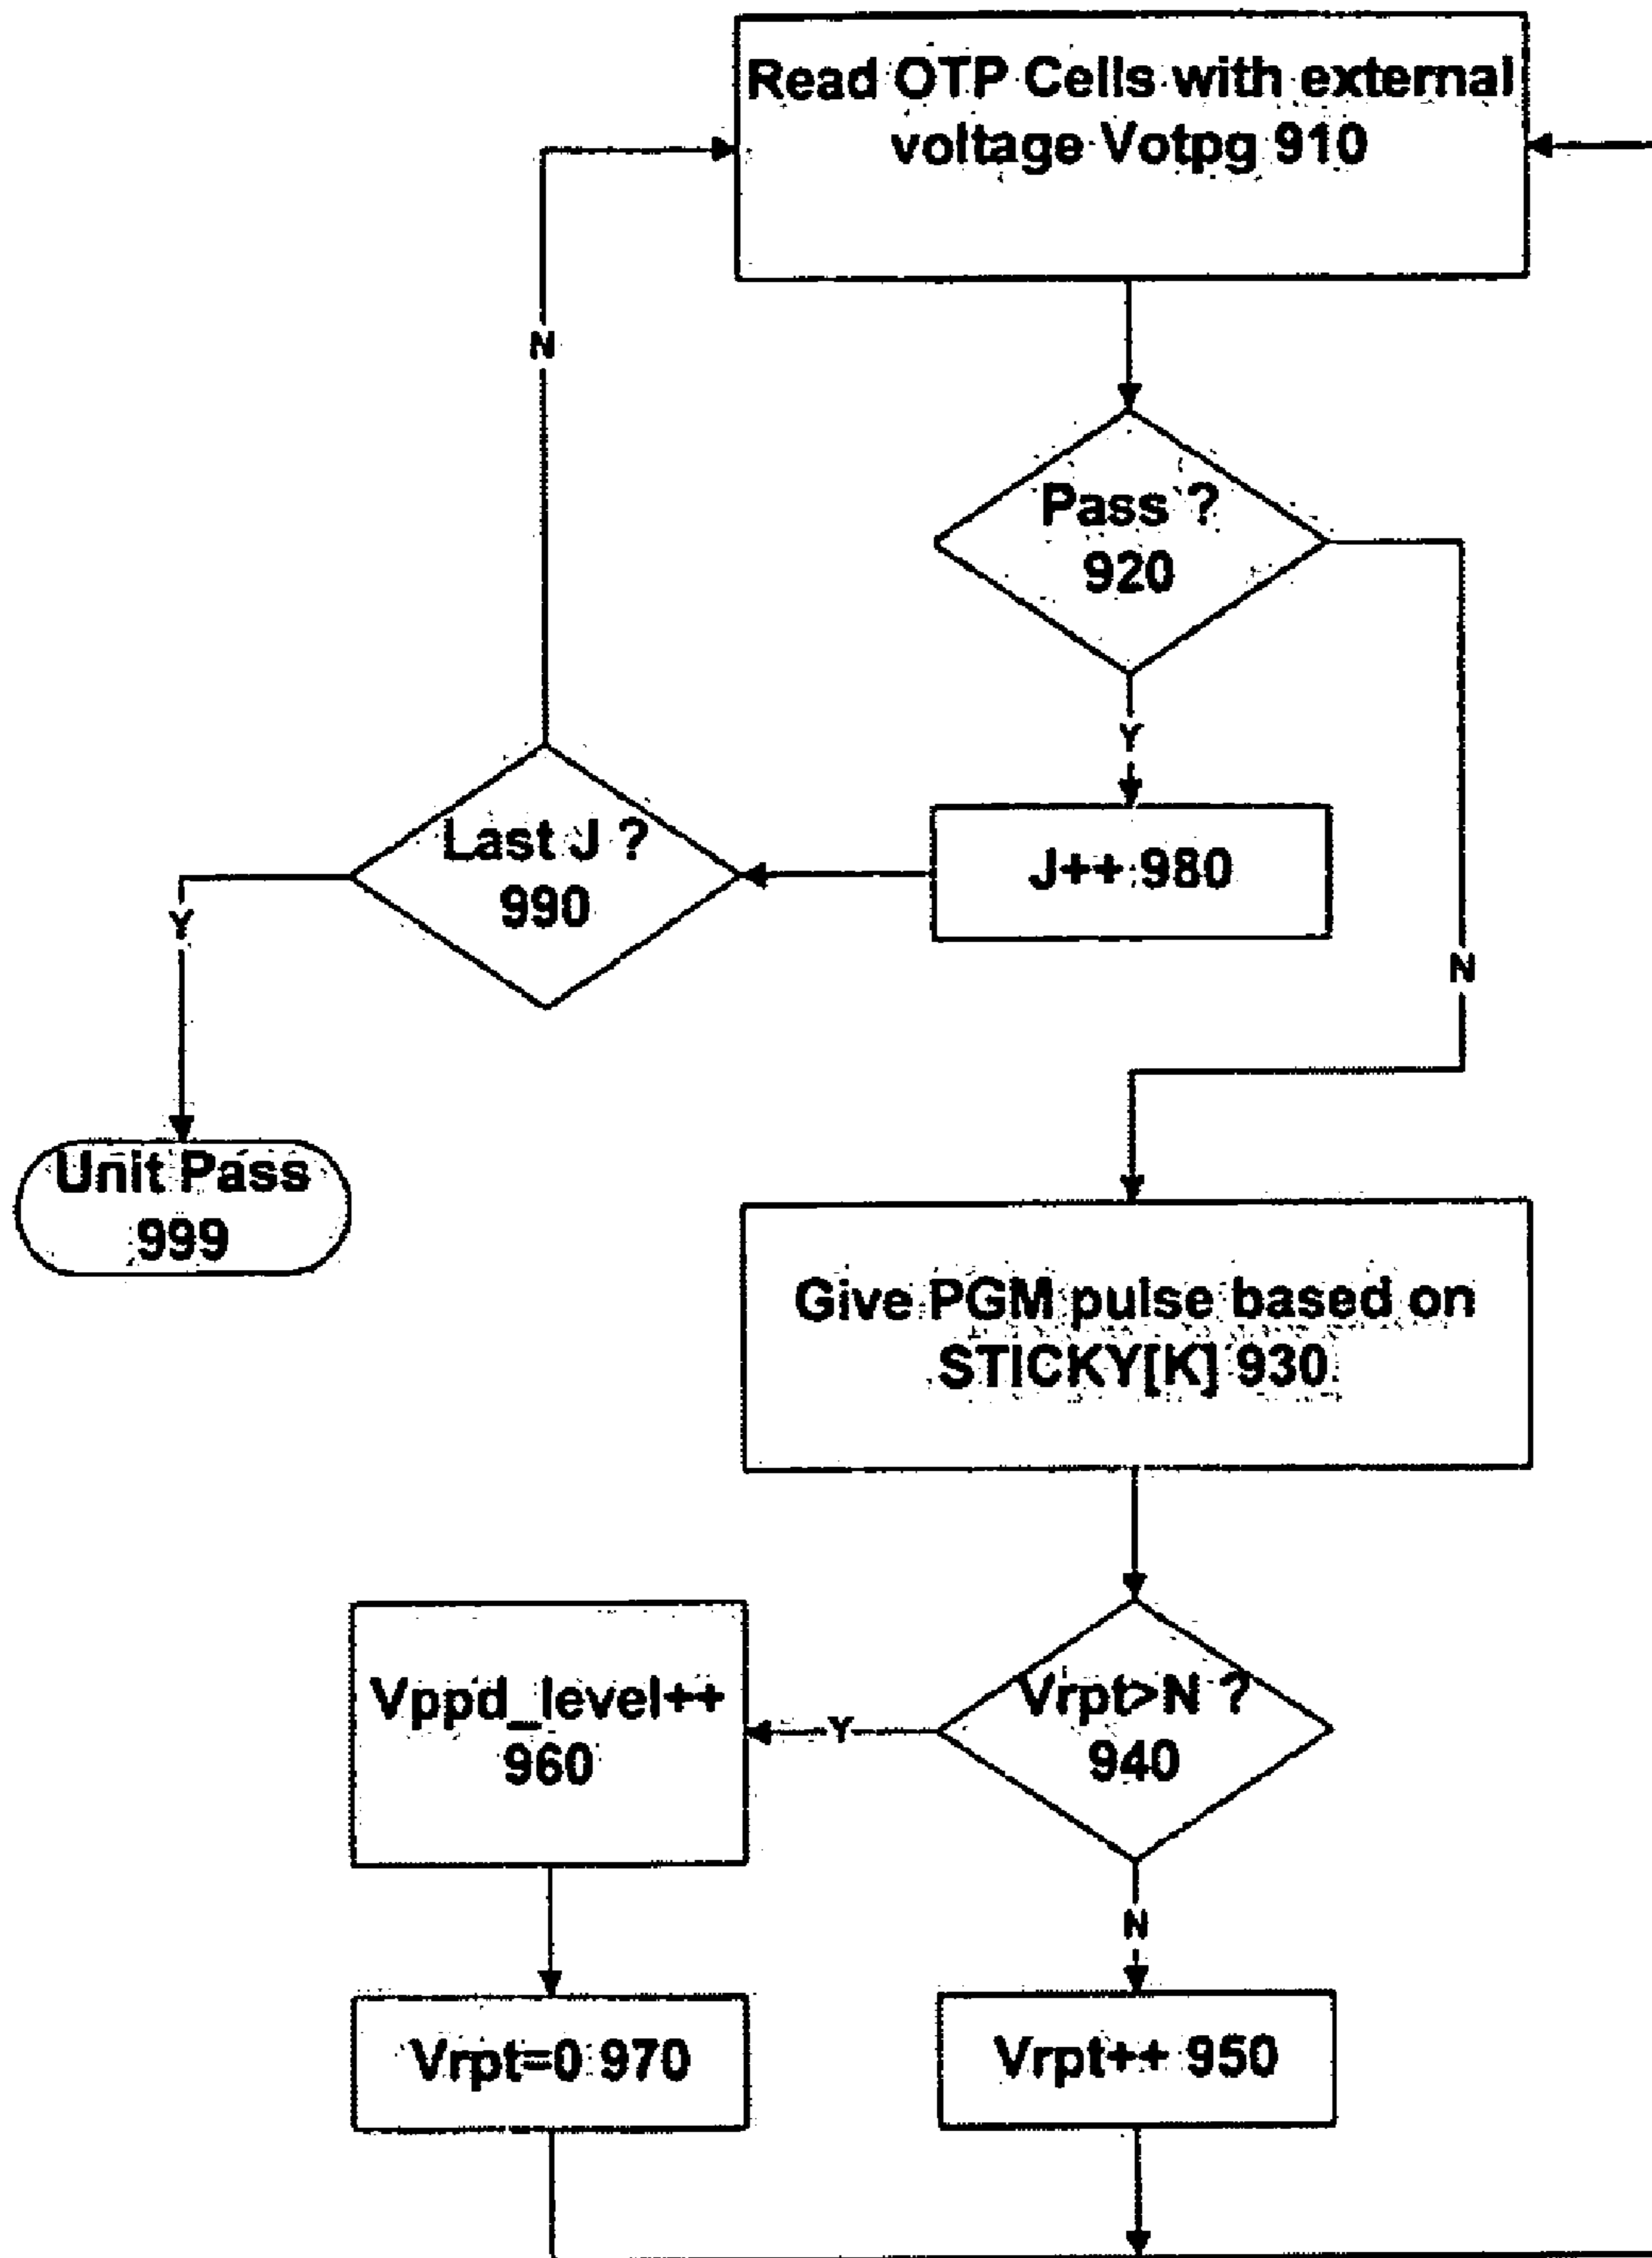 Read OTP Cells with external
voltage Votpg 910
N
Pass ?
920
Y
Last J ?
990
J++ 980
Y
N
Unit Pass
999
Give PGM pulse based on
STICKY[K] 930
Vppd_level++
960
Y
Vrpt>N ?
940
N
Vrpt=0 970
Vrpt++ 950